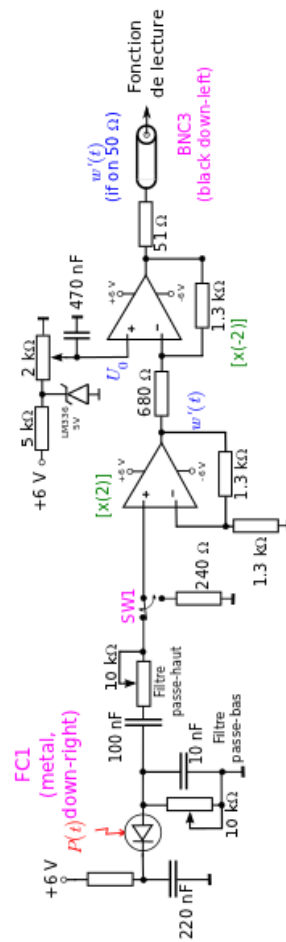 +6 V
220 nF
P(t)
FC1
(metal,
down-right)
10 kΩ
10 nF
Filtre
passe-bas
100 nF
10 kΩ
Filtre
passe-haut
SW1
240 Ω
[x(2)]
+6 V
-6 V
1.3 kΩ
1.3 kΩ
w'(t)
680 Ω
+6 V
5 kΩ
LM336
5V
2 kΩ
470 nF
U0
+6 V
-6 V
1.3 kΩ
[x(-2)]
51 Ω
w'(t)
(if on 50 Ω)
BNC3
(black down-left)
Fonction
de lecture